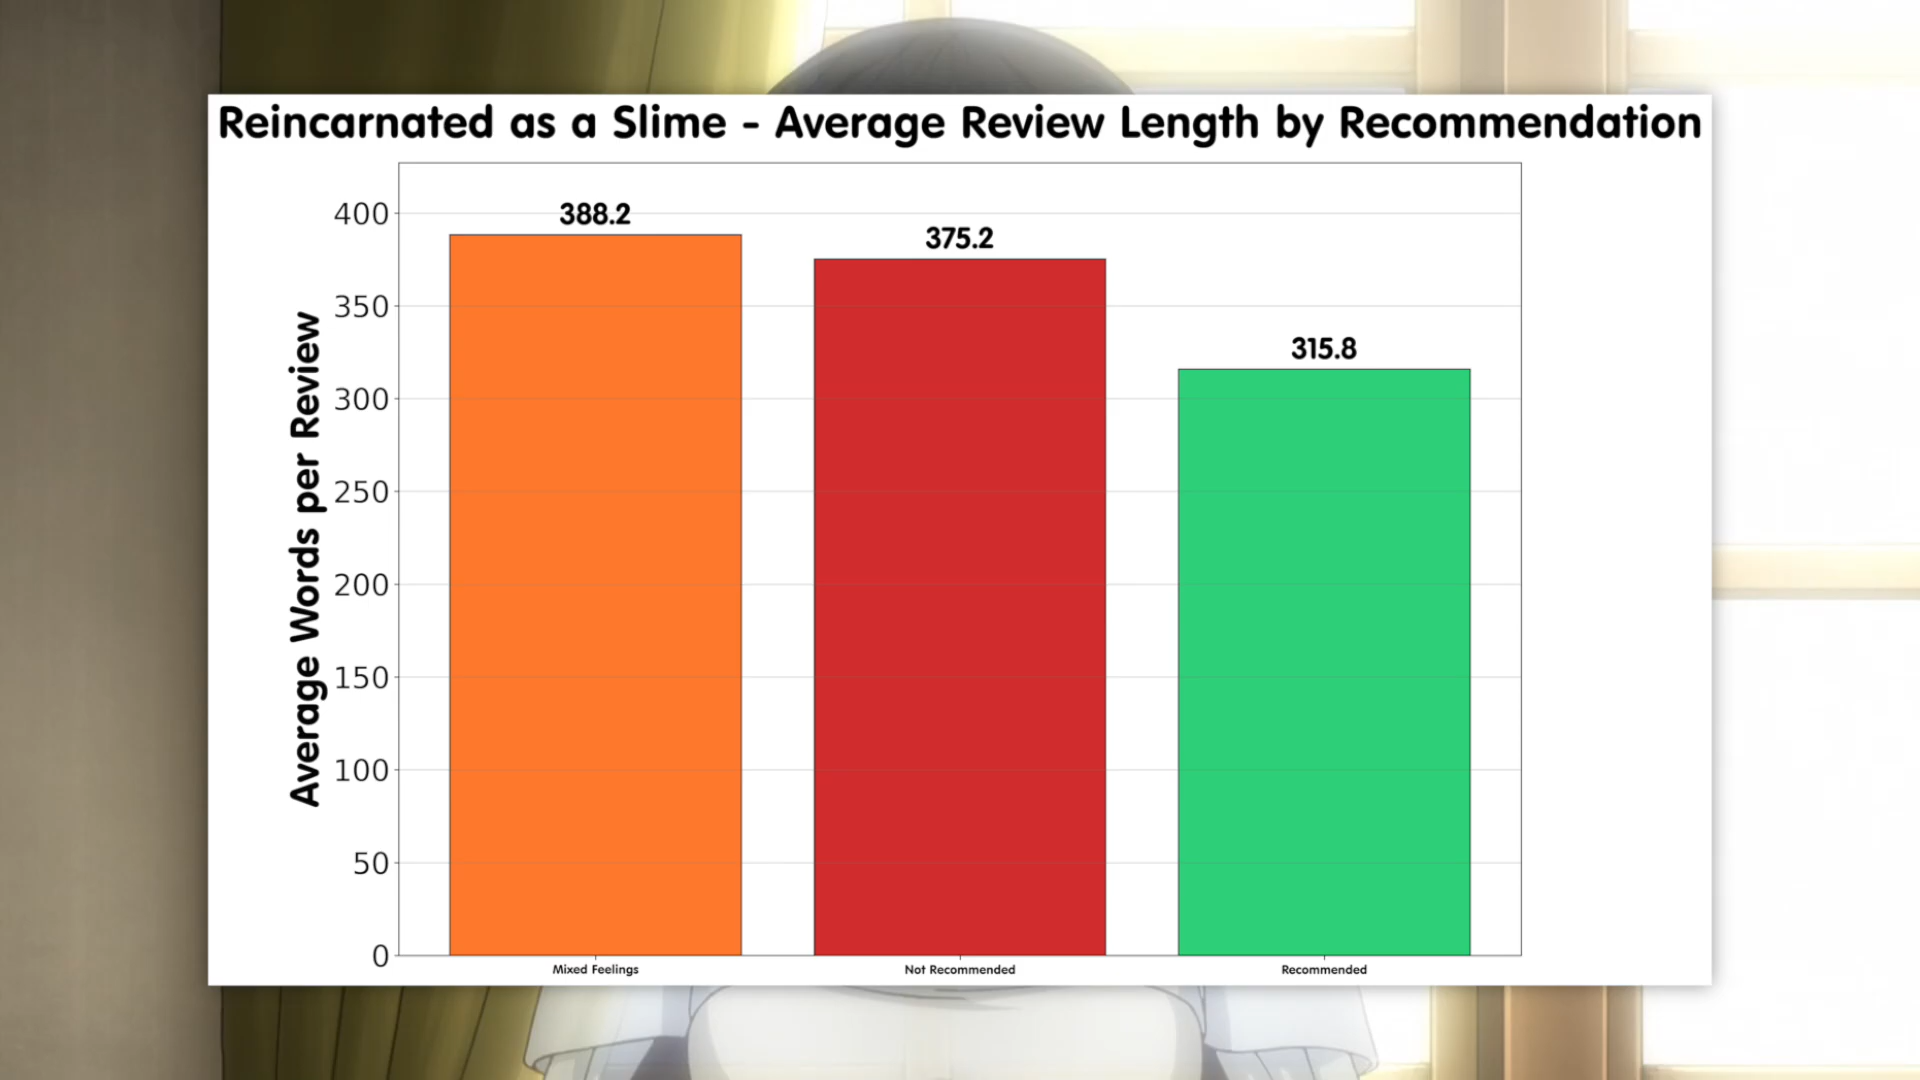 Reincarnated as a Slime - Average Review Length by Recommendation
Average Words per Review
400
350
300
250
200
150
100
50
0
388.2
375.2
315.8
Mixed Feelings
Not Recommended
Recommended